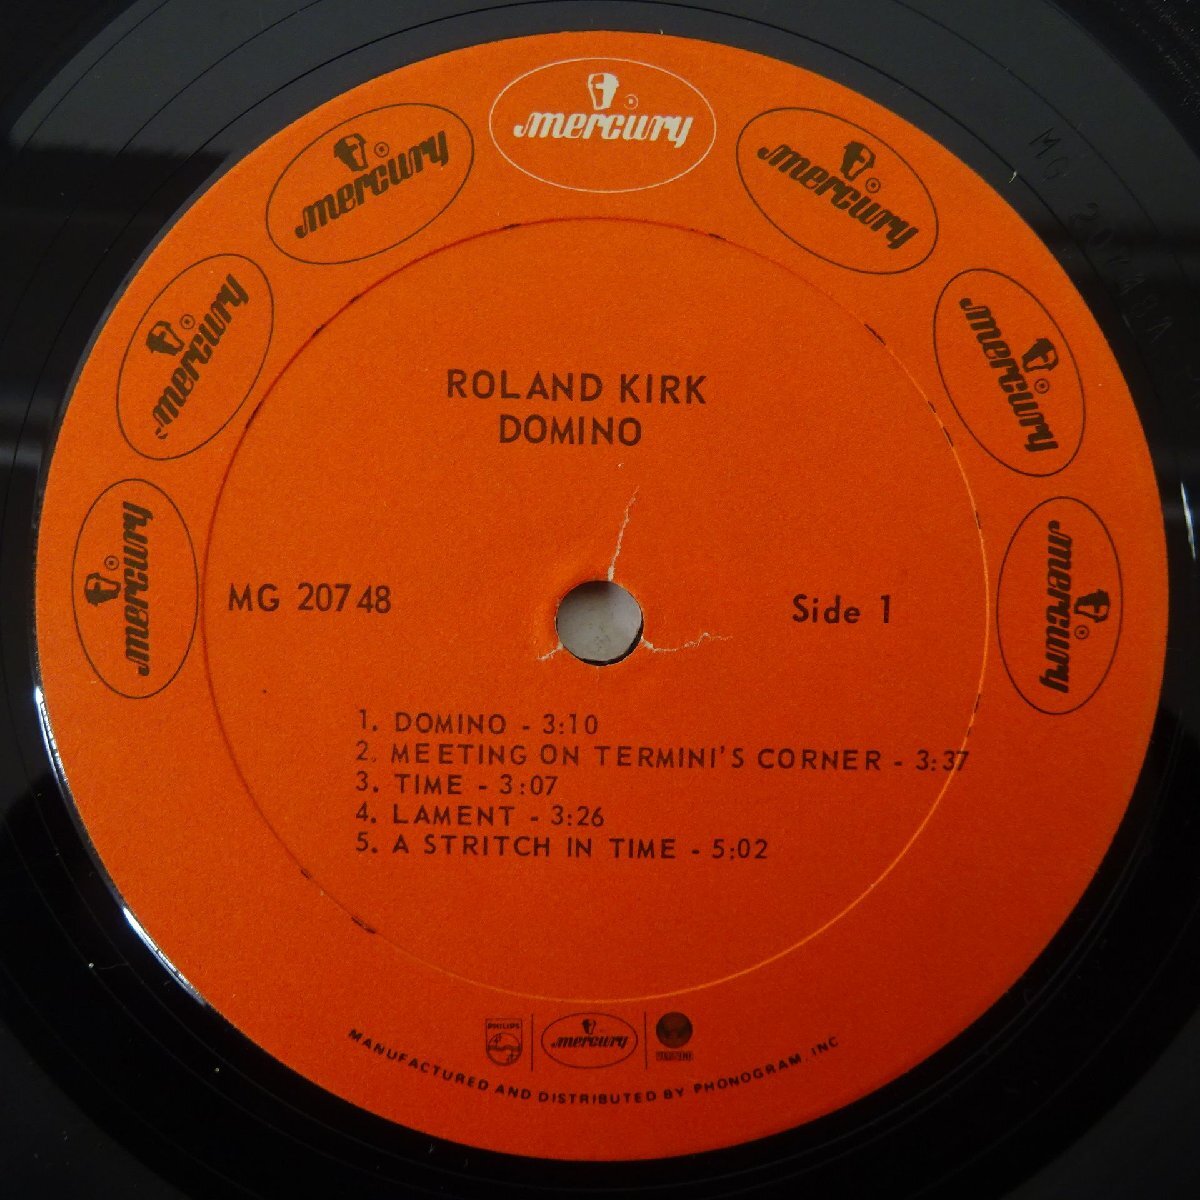 mercury
mercury
mercury
mercury
mercury
mercury
mercury
ROLAND KIRK
DOMINO
MG 20748
Side 1
1. DOMINO - 3:10
2. MEETING ON TERMINI'S CORNER - 3:37
3. TIME - 3:07
4. LAMENT - 3:26
5. A STRITCH IN TIME - 5:02
PHILIPS
mercury
VERTIGO
MANUFACTURED AND DISTRIBUTED BY PHONOGRAM, INC